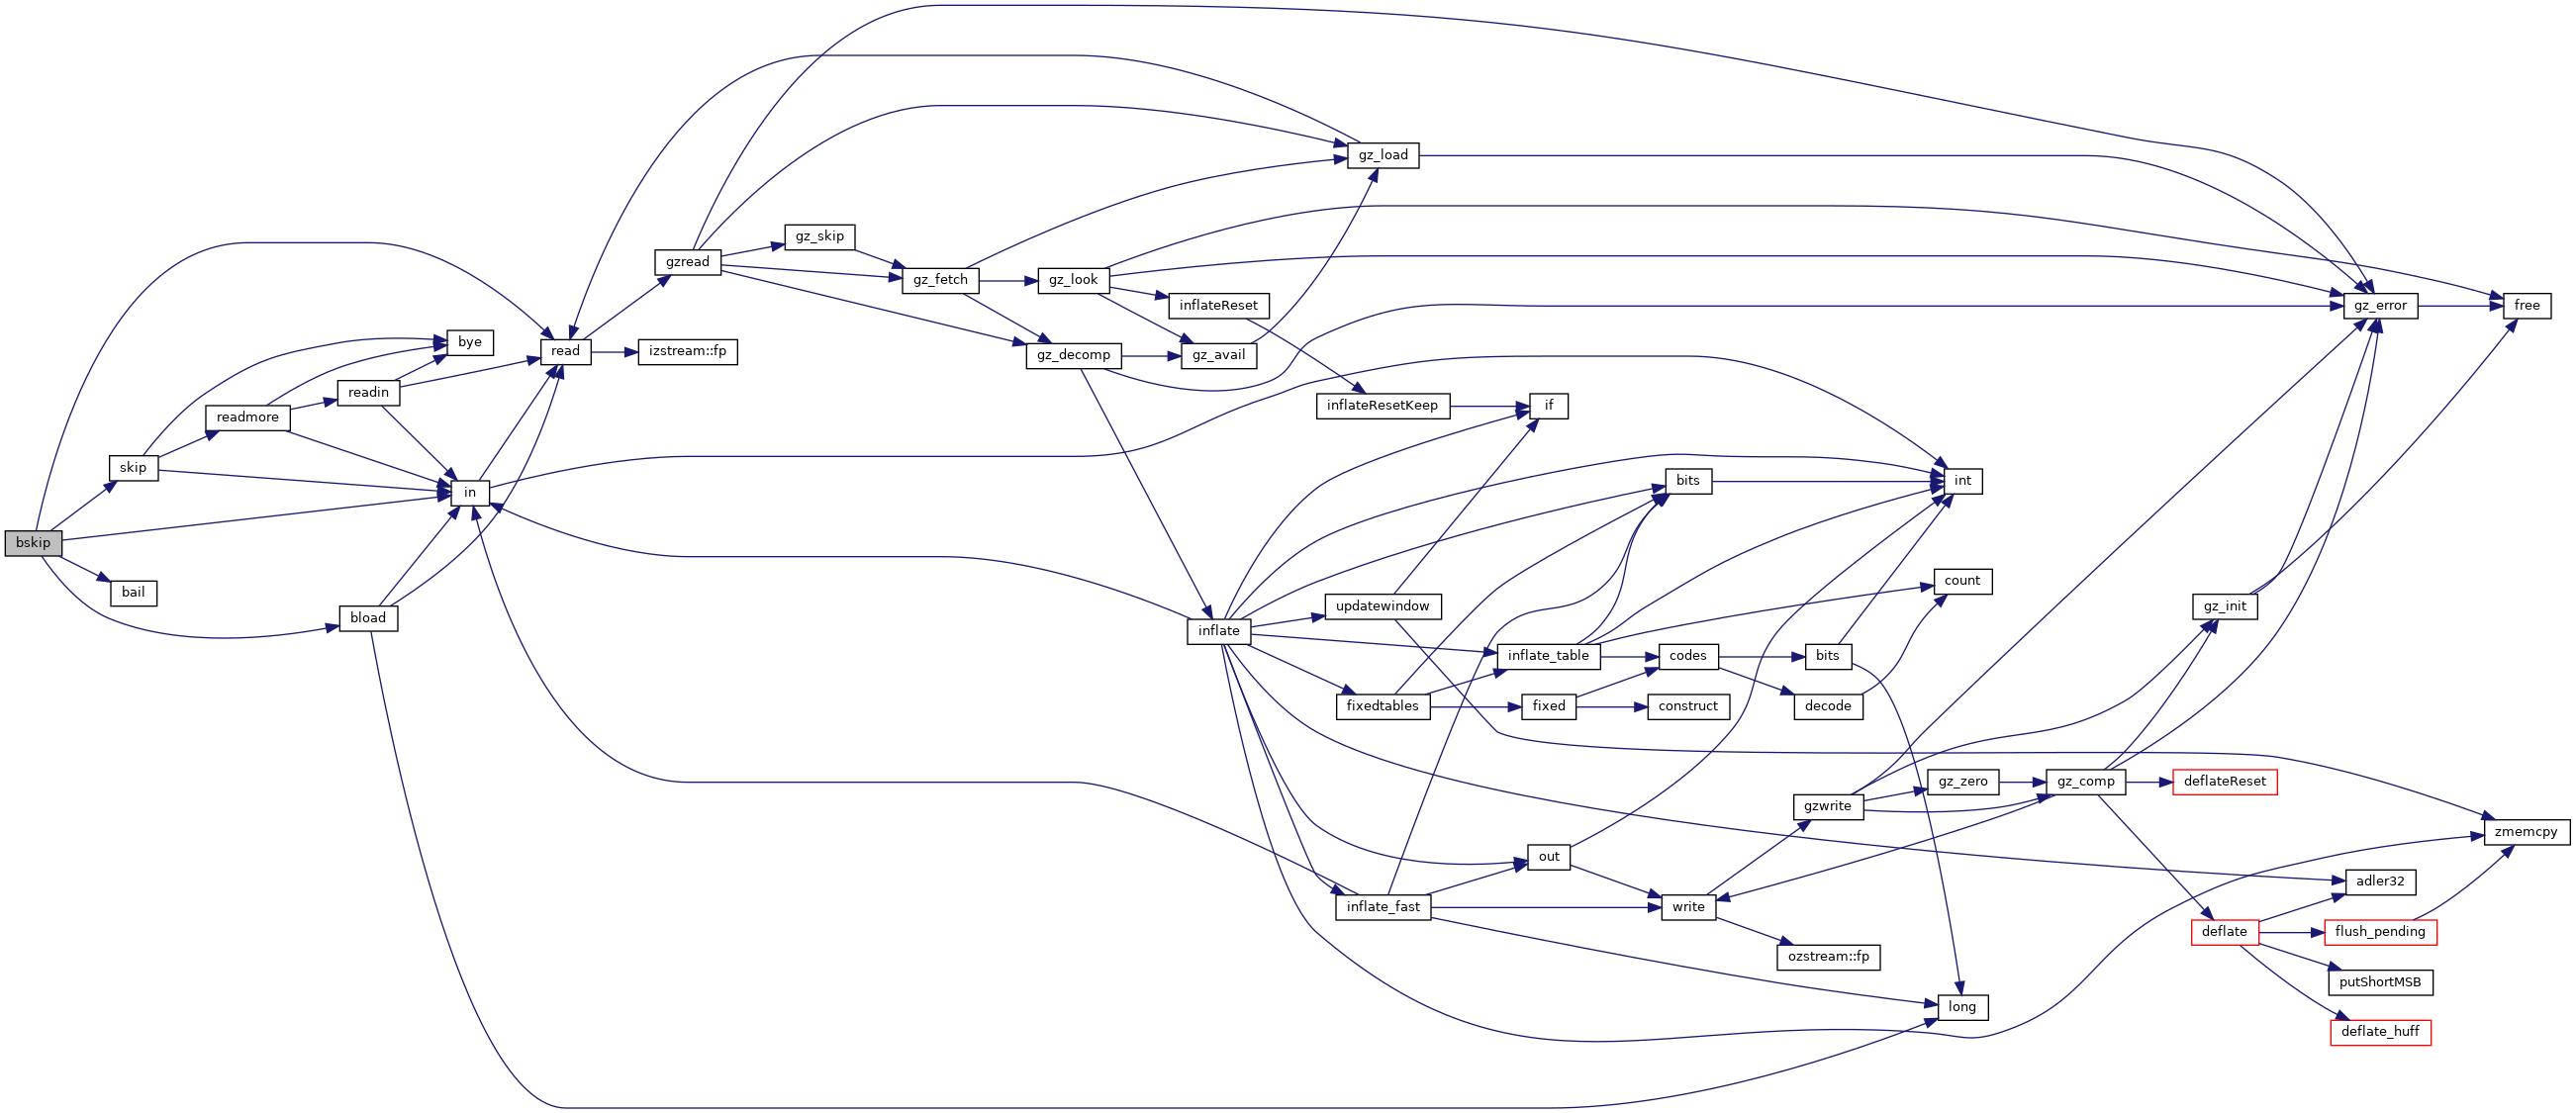 bskip
skip
bail
readmore
bload
readin
bye
in
read
izstream::fp
gzread
gz_skip
gz_fetch
gz_look
gz_decomp
inflateReset
gz_avail
inflate
gz_load
inflateResetKeep
updatewindow
fixedtables
inflate_fast
if
inflate_table
fixed
out
bits
codes
construct
write
bits
decode
gzwrite
ozstream::fp
int
count
gz_zero
long
gz_comp
gz_init
deflateReset
deflate
gz_error
adler32
flush_pending
putShortMSB
deflate_huff
free
zmemcpy